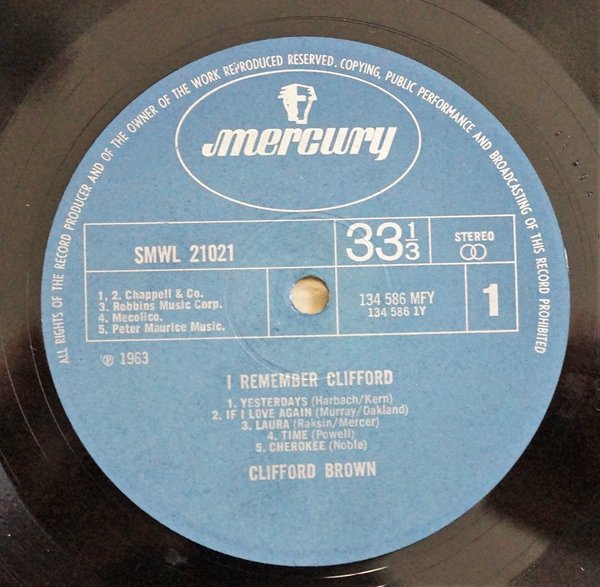 ALL RIGHTS OF THE RECORD PRODUCER AND OF THE OWNER OF THE WORK REPRODUCED RESERVED. COPYING, PUBLIC PERFORMANCE AND BROADCASTING OF THIS RECORD PROHIBITED
mercury
SMWL 21021
33 1/3
STEREO
1, 2. Chappell & Co.
3. Robbins Music Corp.
4. Mecolico.
5. Peter Maurice Music.
134 586 MFY
134 586 1Y
1
℗ 1963
I REMEMBER CLIFFORD
1. YESTERDAYS (Harbach/Kern)
2. IF I LOVE AGAIN (Murray/Oakland)
3. LAURA (Raksin/Mercer)
4. TIME (Powell)
5. CHEROKEE (Noble)
CLIFFORD BROWN